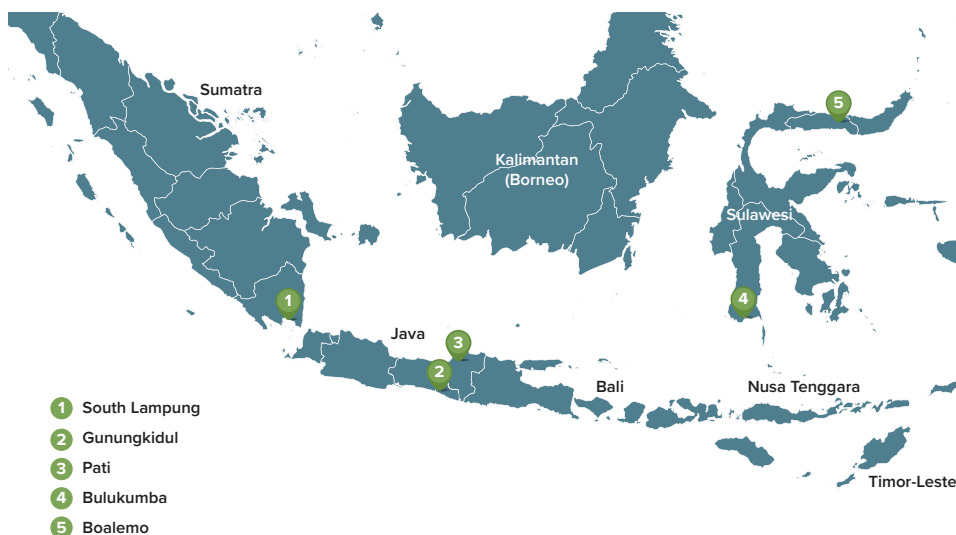 Sumatra
5
Kalimantan
(Borneo)
Sulawesi
1
4
Java
3
2
Bali
Nusa Tenggara
Timor-Leste
1 South Lampung
2 Gunungkidul
3 Pati
4 Bulukumba
5 Boalemo